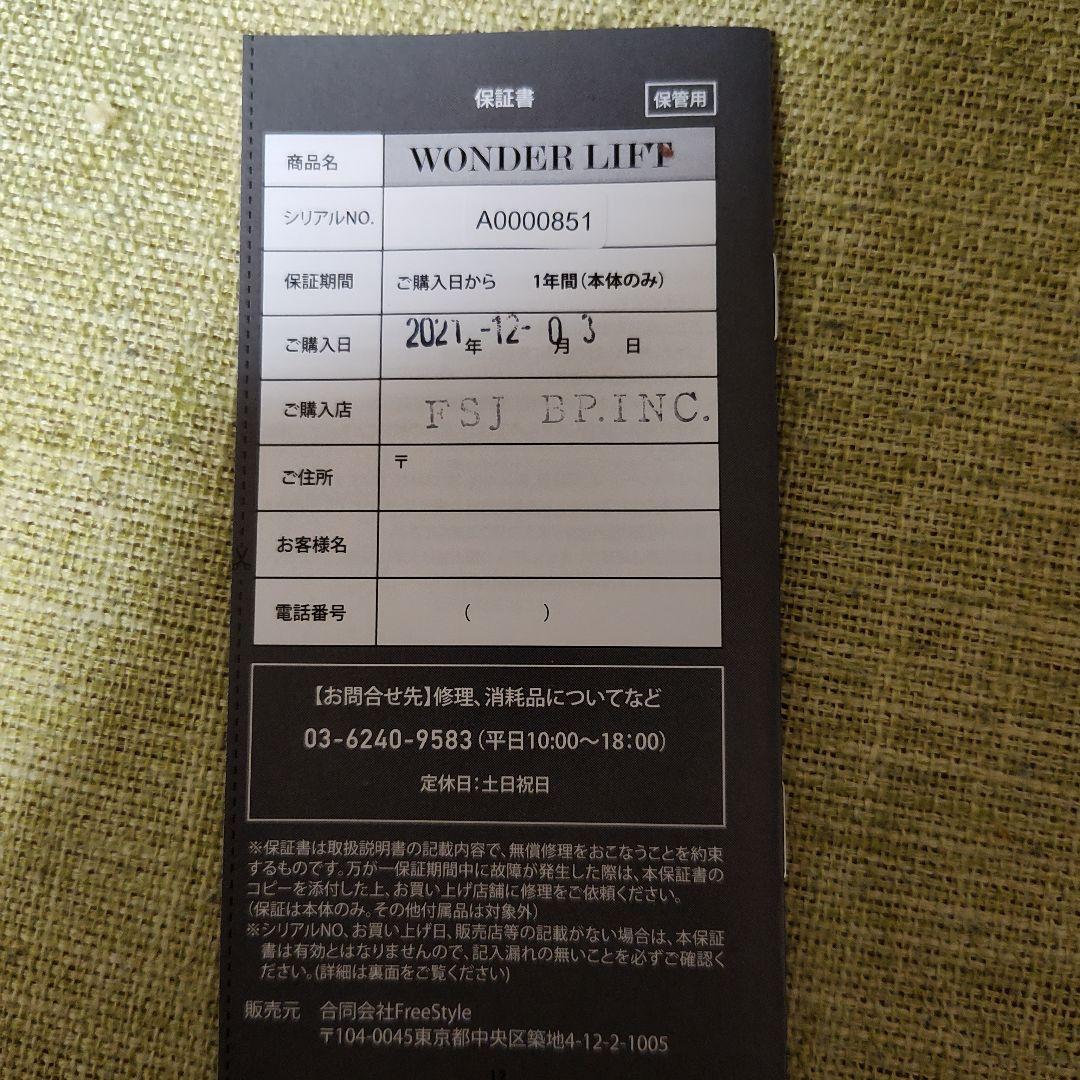 保証書 保管用
商品名 WONDER LIFT
シリアルNO. A0000851
保証期間 ご購入日から 1年間(本体のみ)
ご購入日 2021年-12-0月3 日
ご購入店 FSJ BP.INC.
ご住所 〒
お客様名
電話番号 ( )
【お問合せ先】修理、消耗品についてなど
03-6240-9583(平日10:00〜18:00)
定休日:土日祝日
※保証書は取扱説明書の記載内容で、無償修理をおこなうことを約束
するものです。万が一保証期間中に故障が発生した際は、本保証書の
コピーを添付した上、お買い上げ店舗に修理をご依頼ください。
(保証は本体のみ。その他付属品は対象外)
※シリアルNO、お買い上げ日、販売店等の記載がない場合は、本保証
書は有効とはなりませんので、記入漏れの無いことを必ずご確認く
ださい。(詳細は裏面をご覧ください)
販売元 合同会社FreeStyle
〒104-0045東京都中央区築地4-12-2-1005